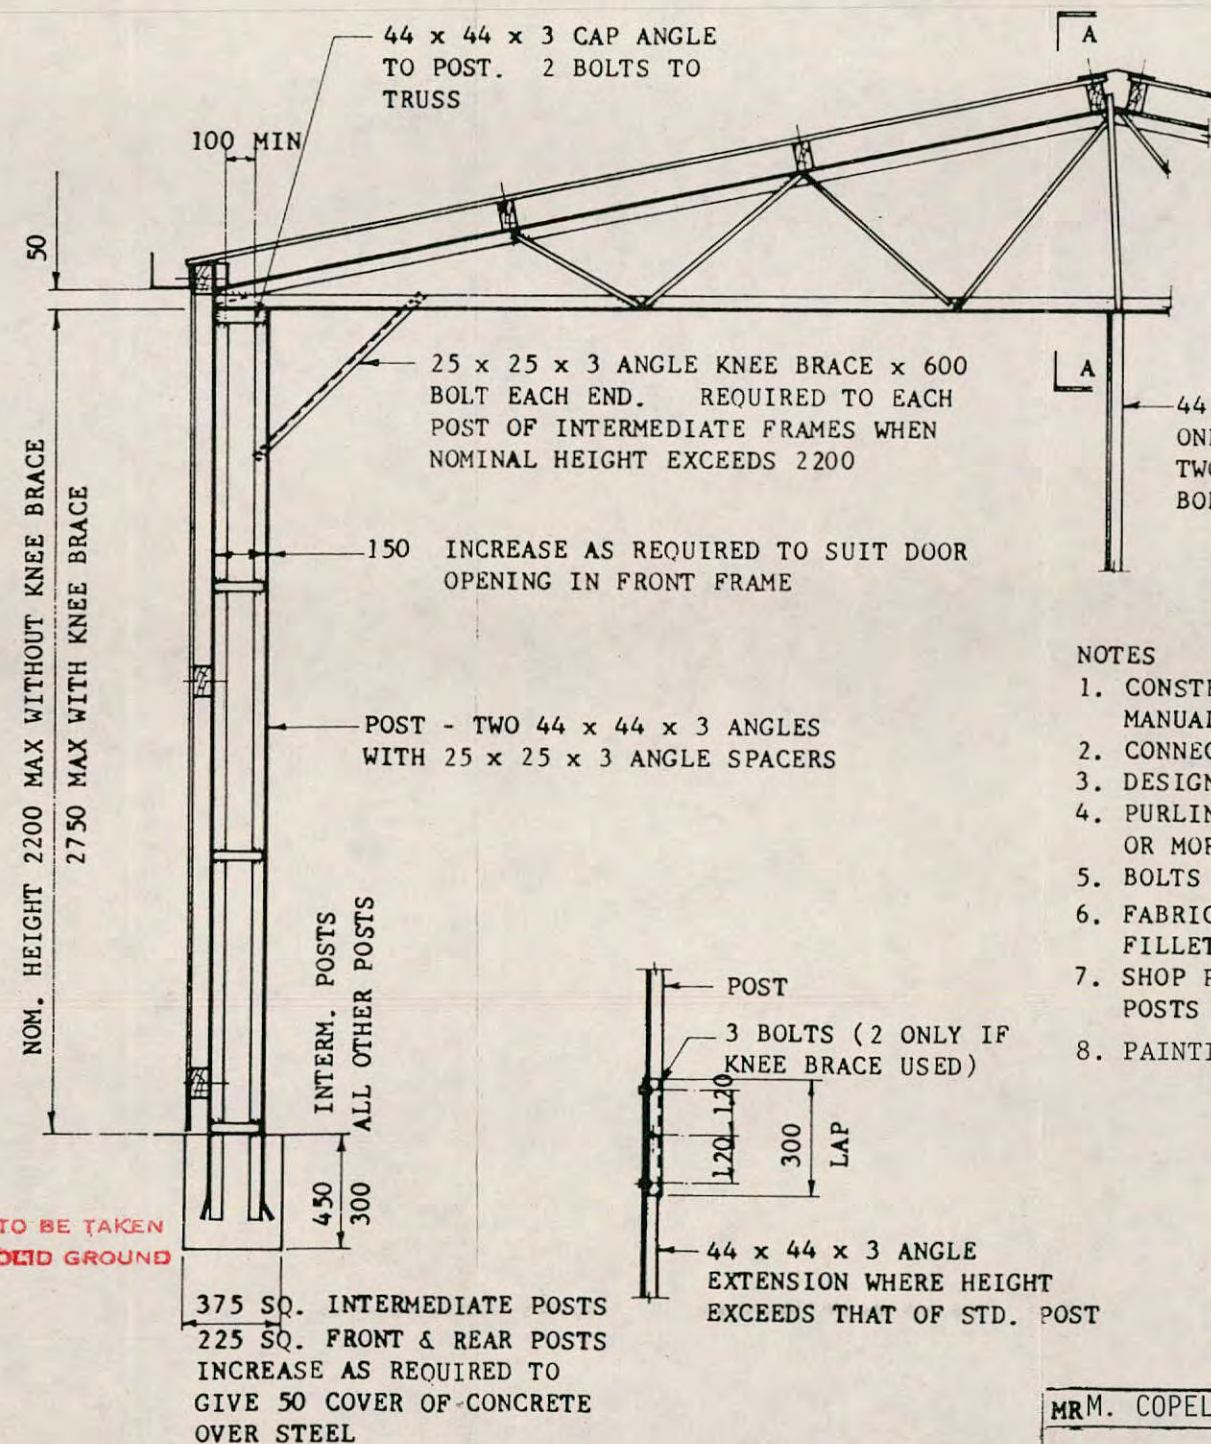 44 x 44 x 3 CAP ANGLE
TO POST. 2 BOLTS TO
TRUSS
A
100 MIN
50
25 x 25 x 3 ANGLE KNEE BRACE x 600
BOLT EACH END. REQUIRED TO EACH
POST OF INTERMEDIATE FRAMES WHEN
NOMINAL HEIGHT EXCEEDS 2200
A
44
TWO
150 INCREASE AS REQUIRED TO SUIT DOOR
OPENING IN FRONT FRAME
NOM. HEIGHT 2200 MAX WITHOUT KNEE BRACE
2750 MAX WITH KNEE BRACE
POST - TWO 44 x 44 x 3 ANGLES
WITH 25 x 25 x 3 ANGLE SPACERS
NOTES
1.
2.
3. DESIGN
4. PURLIN
OR
5. BOLTS
6.
FILLET
7. SHOP
POSTS
8.
450 INTERM. POSTS
300 ALL OTHER POSTS
POST
3 BOLTS (2 ONLY IF
KNEE BRACE USED)
120
120
300
LAP
44 x 44 x 3 ANGLE
EXTENSION WHERE HEIGHT
EXCEEDS THAT OF STD. POST
TO BE TAKEN
GROUND
375 SQ. INTERMEDIATE POSTS
225 SQ. FRONT & REAR POSTS
INCREASE AS REQUIRED TO
GIVE 50 COVER OF CONCRETE
OVER STEEL
MR M. COPEL